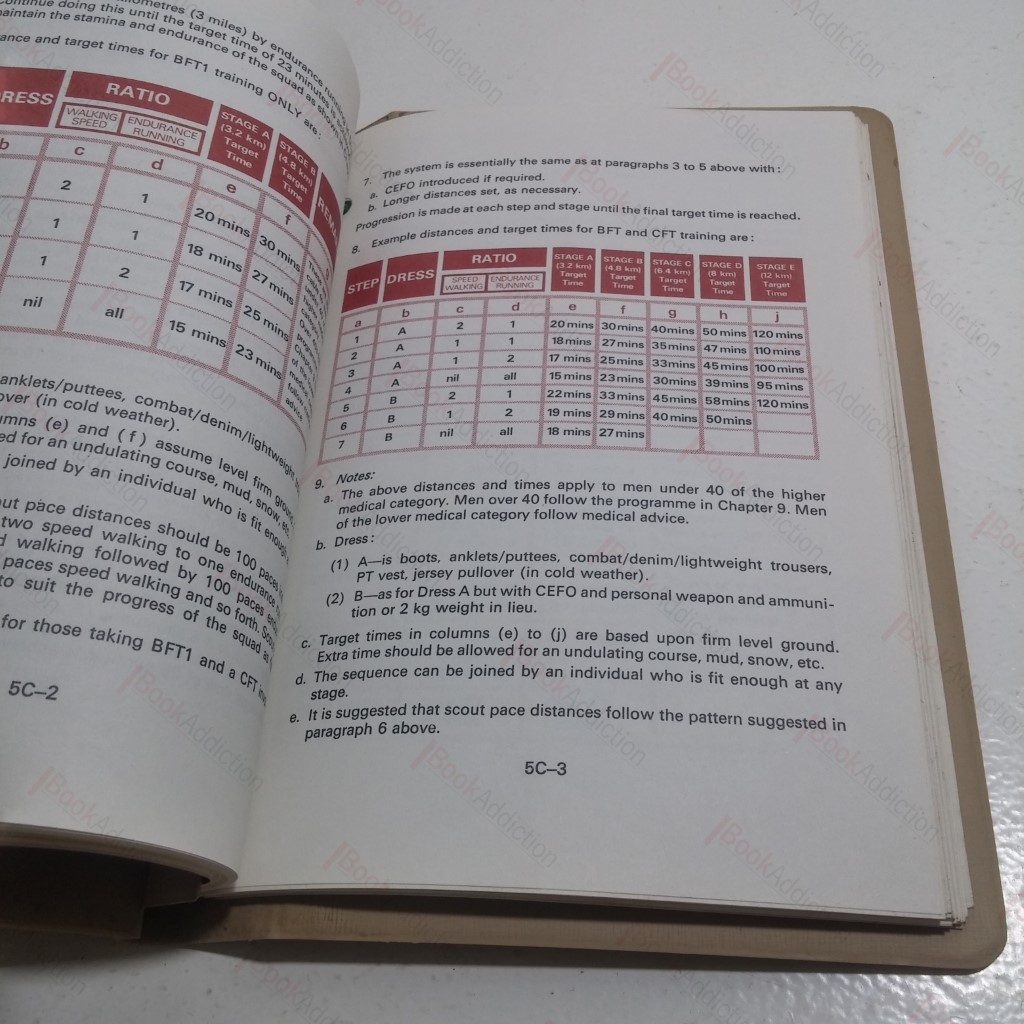 kilometres (3 miles) by endurance running
continue doing this until the target time of 23 minutes is
maintain the stamina and endurance of the squad as shown
ance and target times for BFT1 training ONLY are:
RESS RATIO STAGE A (3.2 km) Target Time STAGE B (4.8 km) Target Time
WALKING SPEED ENDURANCE RUNNING
b c d e f
2 1 20 mins 30 mins
1 1 18 mins 27 mins
1 2 17 mins 25 mins
nil all 15 mins 23 mins
anklets/puttees, combat/denim/lightweight
over (in cold weather).
umns (e) and (f) assume level firm ground
ed for an undulating course, mud, snow, etc.
joined by an individual who is fit enough
out pace distances should be 100 paces
two speed walking to one endurance
d walking followed by 100 paces
paces speed walking and so forth.
to suit the progress of the squad as
for those taking BFT1 and a CFT
5C–2
7. The system is essentially the same as at paragraphs 3 to 5 above with:
a. CEFO introduced if required.
b. Longer distances set, as necessary.
Progression is made at each step and stage until the final target time is reached.
8. Example distances and target times for BFT and CFT training are:
STEP DRESS RATIO STAGE A (3.2 km) Target Time STAGE B (4.8 km) Target Time STAGE C (6.4 km) Target Time STAGE D (8 km) Target Time STAGE E (12 km) Target Time
SPEED WALKING ENDURANCE RUNNING
a b c d e f g h j
1 A 2 1 20 mins 30 mins 40 mins 50 mins 120 mins
2 A 1 1 18 mins 27 mins 35 mins 47 mins 110 mins
3 A 1 2 17 mins 25 mins 33 mins 45 mins 100 mins
4 A nil all 15 mins 23 mins 30 mins 39 mins 95 mins
5 B 2 1 22 mins 33 mins 45 mins 58 mins 120 mins
6 B 1 2 19 mins 29 mins 40 mins 50 mins
7 B nil all 18 mins 27 mins
9. Notes:
a. The above distances and times apply to men under 40 of the higher
medical category. Men over 40 follow the programme in Chapter 9. Men
of the lower medical category follow medical advice.
b. Dress:
(1) A—is boots, anklets/puttees, combat/denim/lightweight trousers,
PT vest, jersey pullover (in cold weather).
(2) B—as for Dress A but with CEFO and personal weapon and ammuni-
tion or 2 kg weight in lieu.
c. Target times in columns (e) to (j) are based upon firm level ground.
Extra time should be allowed for an undulating course, mud, snow, etc.
d. The sequence can be joined by an individual who is fit enough at any
stage.
e. It is suggested that scout pace distances follow the pattern suggested in
paragraph 6 above.
5C–3
BookAddiction